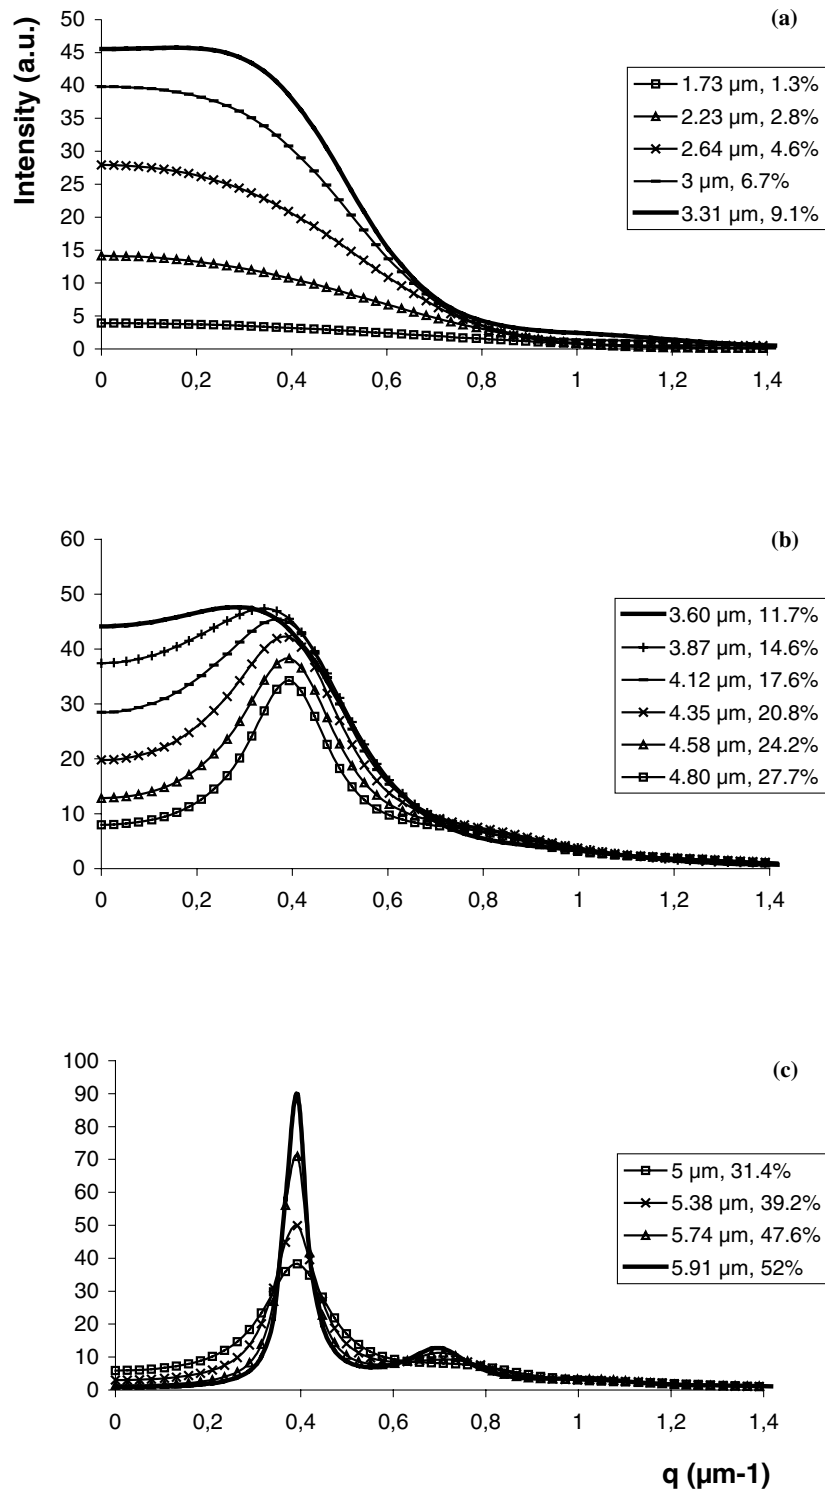 (a)
Intensity (a.u.)
50
45
40
35
30
25
20
15
10
5
0
0
0,2
0,4
0,6
0,8
1
1,2
1,4
1.73 µm, 1.3%
2.23 µm, 2.8%
2.64 µm, 4.6%
3 µm, 6.7%
3.31 µm, 9.1%
(b)
60
50
40
30
20
10
0
0
0,2
0,4
0,6
0,8
1
1,2
1,4
3.60 µm, 11.7%
3.87 µm, 14.6%
4.12 µm, 17.6%
4.35 µm, 20.8%
4.58 µm, 24.2%
4.80 µm, 27.7%
(c)
100
90
80
70
60
50
40
30
20
10
0
0
0,2
0,4
0,6
0,8
1
1,2
1,4
5 µm, 31.4%
5.38 µm, 39.2%
5.74 µm, 47.6%
5.91 µm, 52%
q (µm-1)